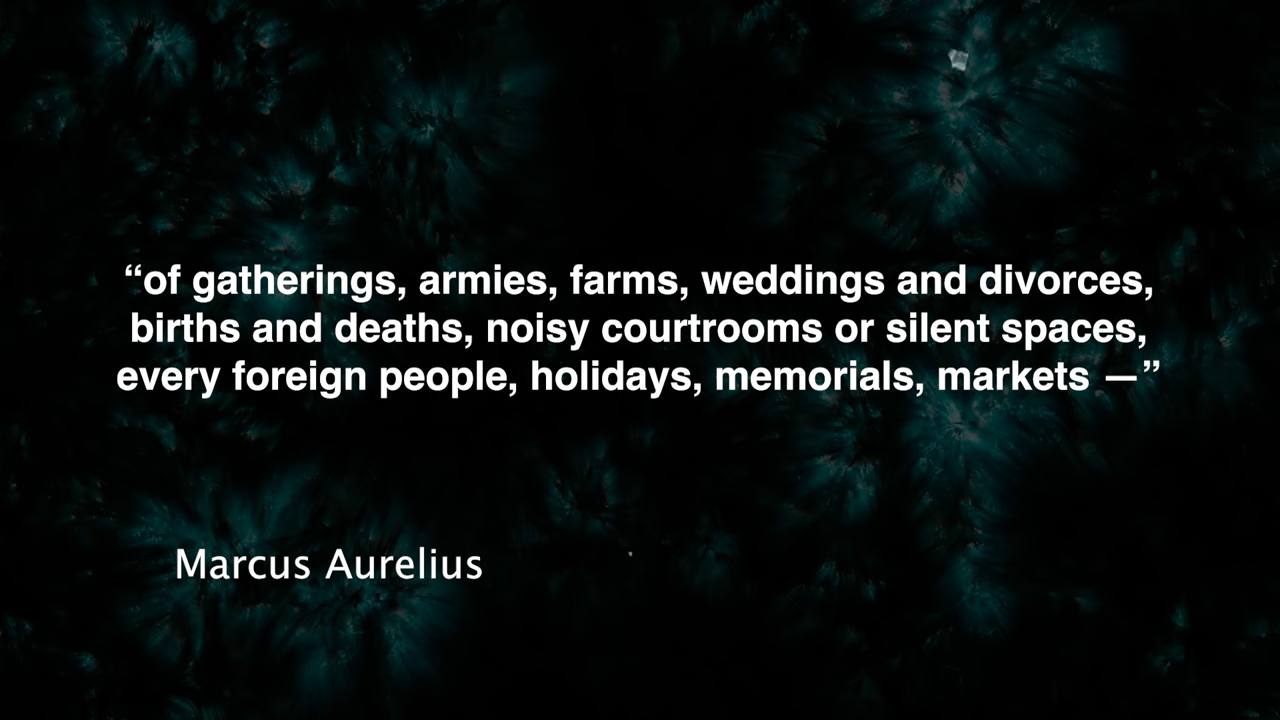 “of gatherings, armies, farms, weddings and divorces,
births and deaths, noisy courtrooms or silent spaces,
every foreign people, holidays, memorials, markets —”
Marcus Aurelius